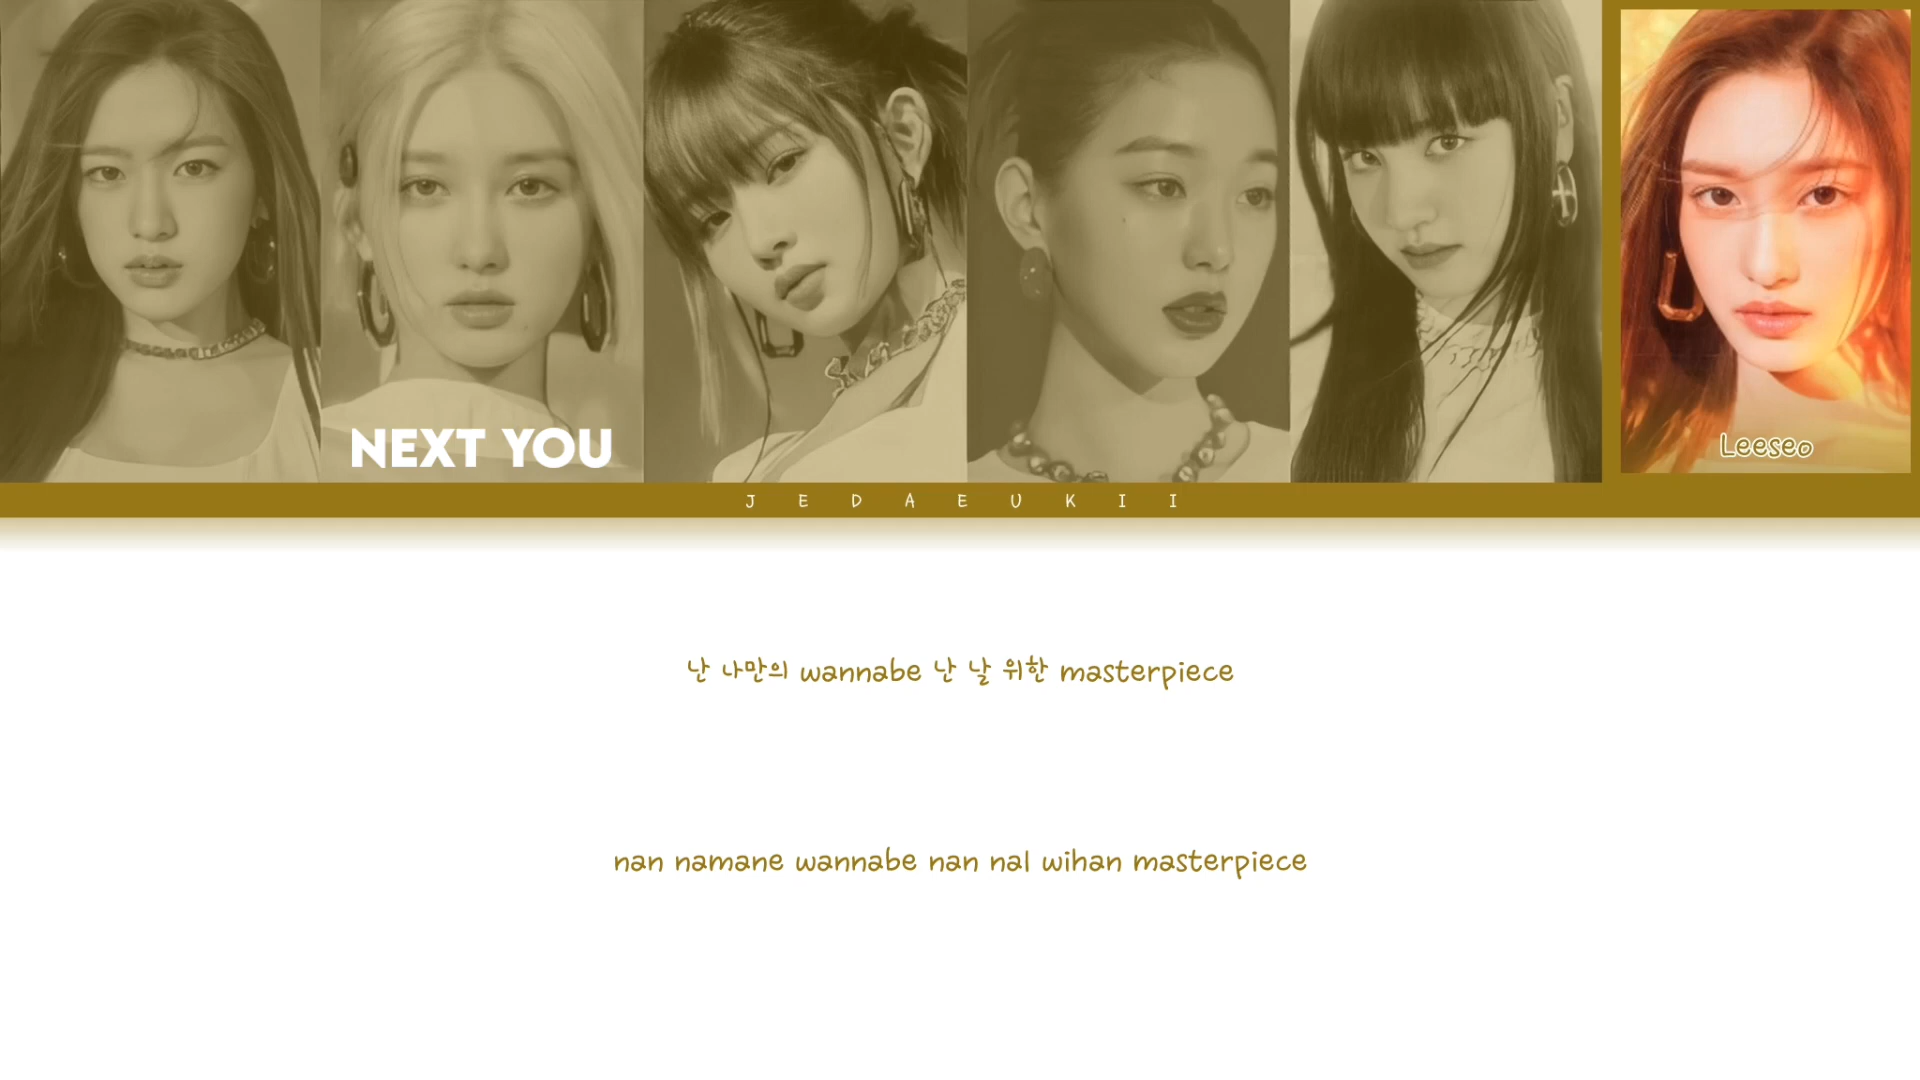 NEXT YOU
Leeseo
JEDAEUKII
난 나만의 wannabe 난 날 위한 masterpiece
nan namane wannabe nan nal wihan masterpiece